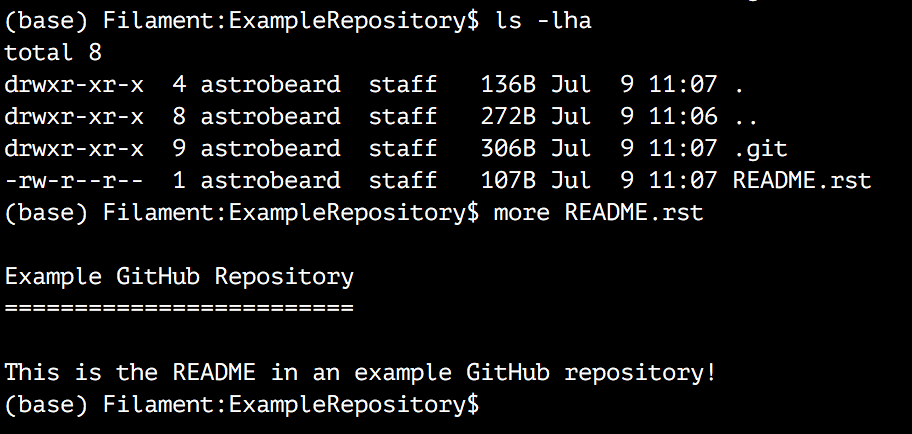 (base) Filament:ExampleRepository$ ls -lha
total 8
drwxr-xr-x  4 astrobeard  staff   136B Jul  9 11:07 .
drwxr-xr-x  8 astrobeard  staff   272B Jul  9 11:06 ..
drwxr-xr-x  9 astrobeard  staff   306B Jul  9 11:07 .git
-rw-r--r--  1 astrobeard  staff   107B Jul  9 11:07 README.rst
(base) Filament:ExampleRepository$ more README.rst

Example GitHub Repository
=========================

This is the README in an example GitHub repository!
(base) Filament:ExampleRepository$